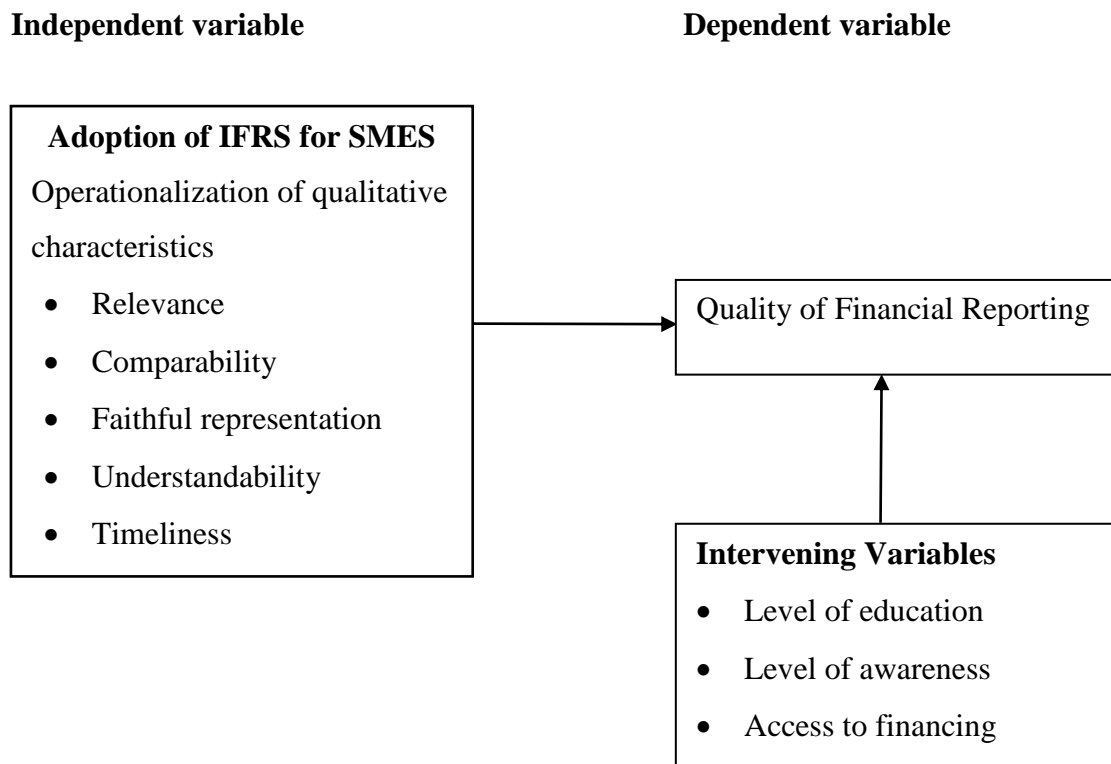 Independent variable
Dependent variable
Adoption of IFRS for SMES
Operationalization of qualitative
characteristics
• Relevance
• Comparability
• Faithful representation
• Understandability
• Timeliness
Quality of Financial Reporting
Intervening Variables
• Level of education
• Level of awareness
• Access to financing